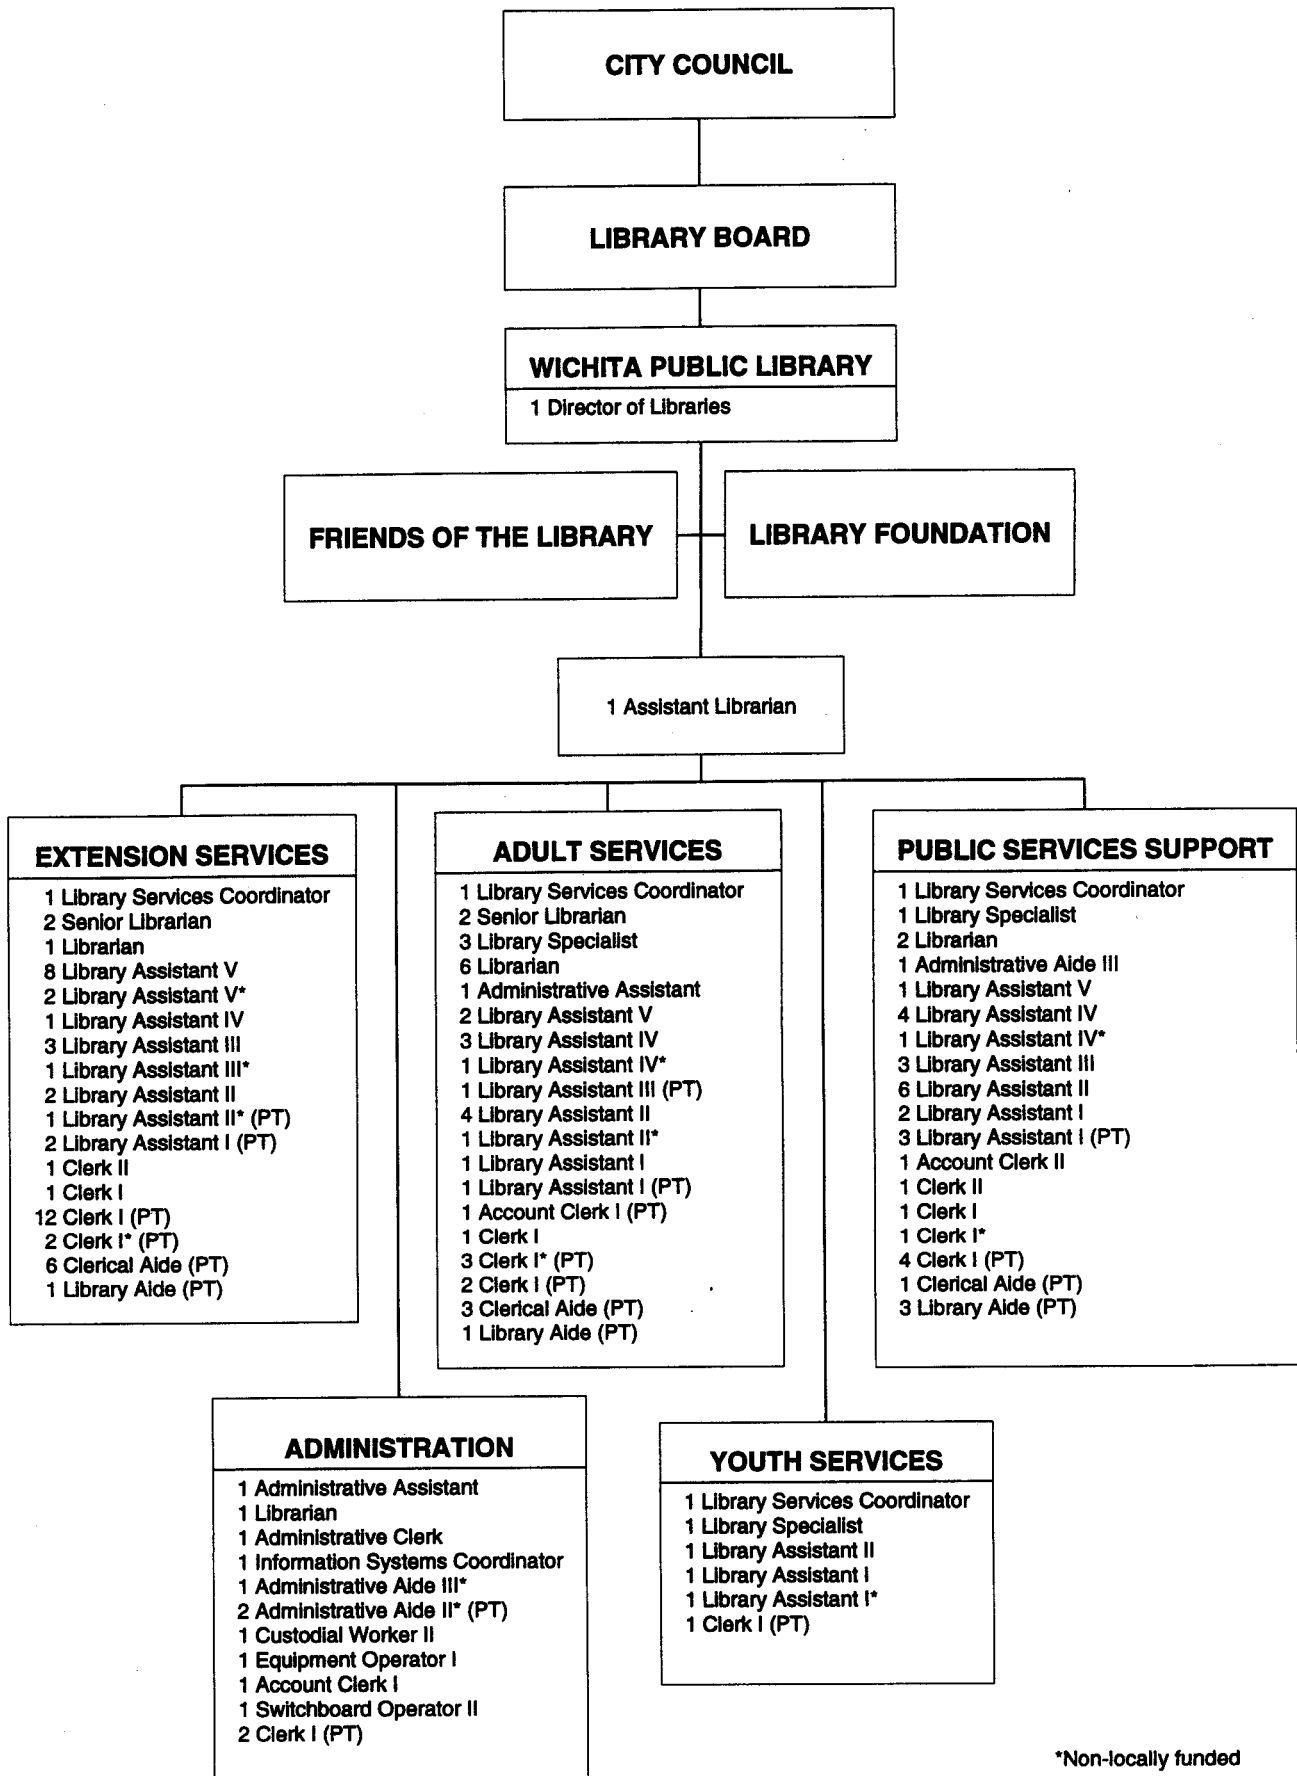 CITY COUNCIL
LIBRARY BOARD
WICHITA PUBLIC LIBRARY
1 Director of Libraries
FRIENDS OF THE LIBRARY
LIBRARY FOUNDATION
1 Assistant Librarian
EXTENSION SERVICES
1 Library Services Coordinator
2 Senior Librarian
1 Librarian
8 Library Assistant V
2 Library Assistant V*
1 Library Assistant IV
3 Library Assistant III
1 Library Assistant III*
2 Library Assistant II
1 Library Assistant II* (PT)
2 Library Assistant I (PT)
1 Clerk II
1 Clerk I
12 Clerk I (PT)
2 Clerk I* (PT)
6 Clerical Aide (PT)
1 Library Aide (PT)
ADULT SERVICES
1 Library Services Coordinator
2 Senior Librarian
3 Library Specialist
6 Librarian
1 Administrative Assistant
2 Library Assistant V
3 Library Assistant IV
1 Library Assistant IV*
1 Library Assistant III (PT)
4 Library Assistant II
1 Library Assistant II*
1 Library Assistant I
1 Library Assistant I (PT)
1 Account Clerk I (PT)
1 Clerk I
3 Clerk I* (PT)
2 Clerk I (PT)
3 Clerical Aide (PT)
1 Library Aide (PT)
PUBLIC SERVICES SUPPORT
1 Library Services Coordinator
1 Library Specialist
2 Librarian
1 Administrative Aide III
1 Library Assistant V
4 Library Assistant IV
1 Library Assistant IV*
3 Library Assistant III
6 Library Assistant II
2 Library Assistant I
3 Library Assistant I (PT)
1 Account Clerk II
1 Clerk II
1 Clerk I
1 Clerk I*
4 Clerk I (PT)
1 Clerical Aide (PT)
3 Library Aide (PT)
ADMINISTRATION
1 Administrative Assistant
1 Librarian
1 Administrative Clerk
1 Information Systems Coordinator
1 Administrative Aide III*
2 Administrative Aide II* (PT)
1 Custodial Worker II
1 Equipment Operator I
1 Account Clerk I
1 Switchboard Operator II
2 Clerk I (PT)
YOUTH SERVICES
1 Library Services Coordinator
1 Library Specialist
1 Library Assistant II
1 Library Assistant I
1 Library Assistant I*
1 Clerk I (PT)
*Non-locally funded